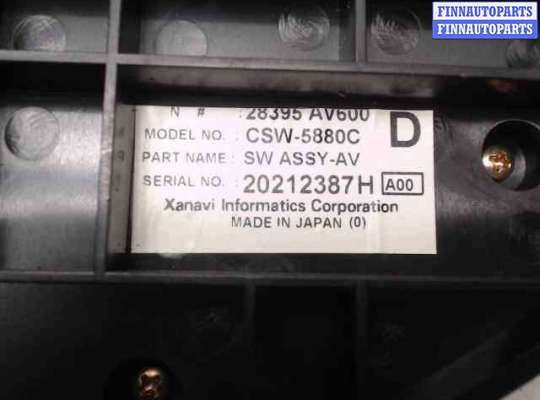 FINNAUTOPARTS
FINNAUTOPARTS
N # : 28395 AV600
MODEL NO. : CSW-5880C D
PART NAME : SW ASSY-AV
SERIAL NO. : 20212387H A00
Xanavi Informatics Corporation
MADE IN JAPAN (0)